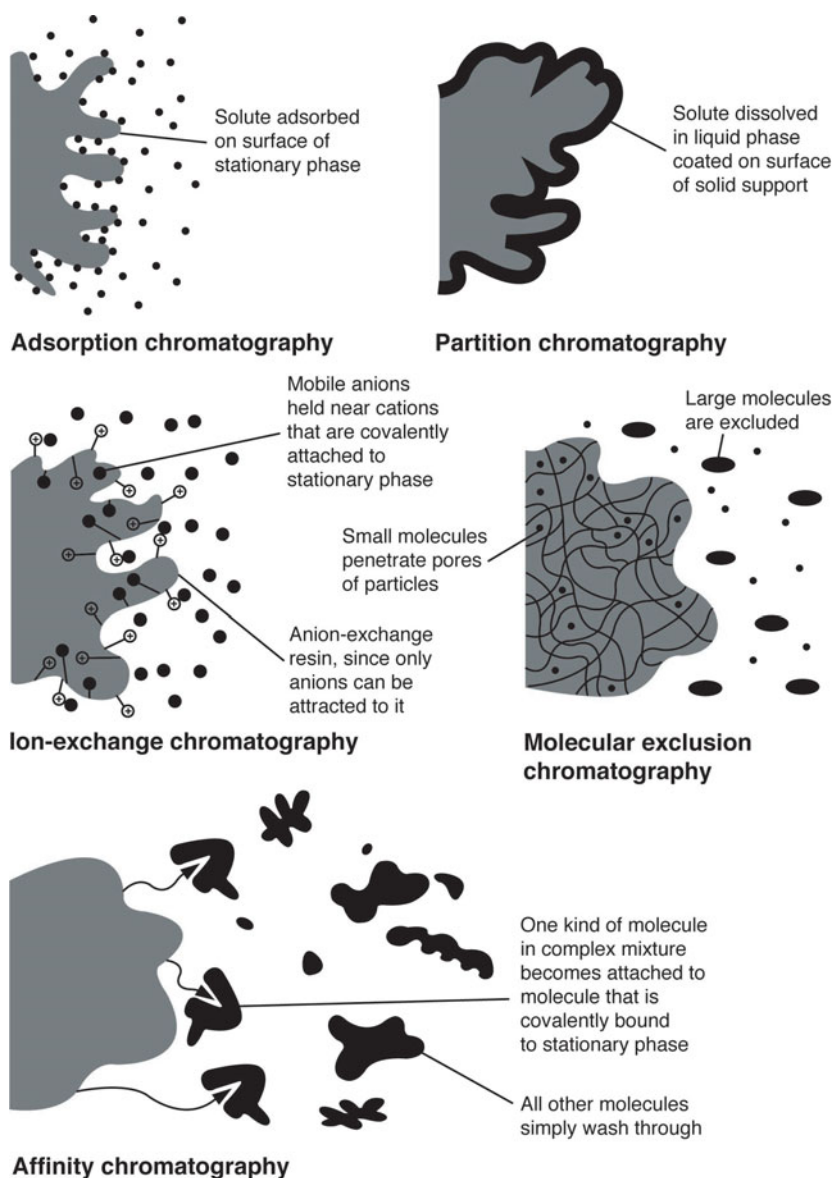 Solute adsorbed
on surface of
stationary phase
Solute dissolved
in liquid phase
coated on surface
of solid support
Adsorption chromatography
Partition chromatography
Mobile anions
held near cations
that are covalently
attached to
stationary phase
Anion-exchange
resin, since only
anions can be
attracted to it
Large molecules
are excluded
Small molecules
penetrate pores
of particles
Ion-exchange chromatography
Molecular exclusion
chromatography
One kind of molecule
in complex mixture
becomes attached to
molecule that is
covalently bound
to stationary phase
All other molecules
simply wash through
Affinity chromatography